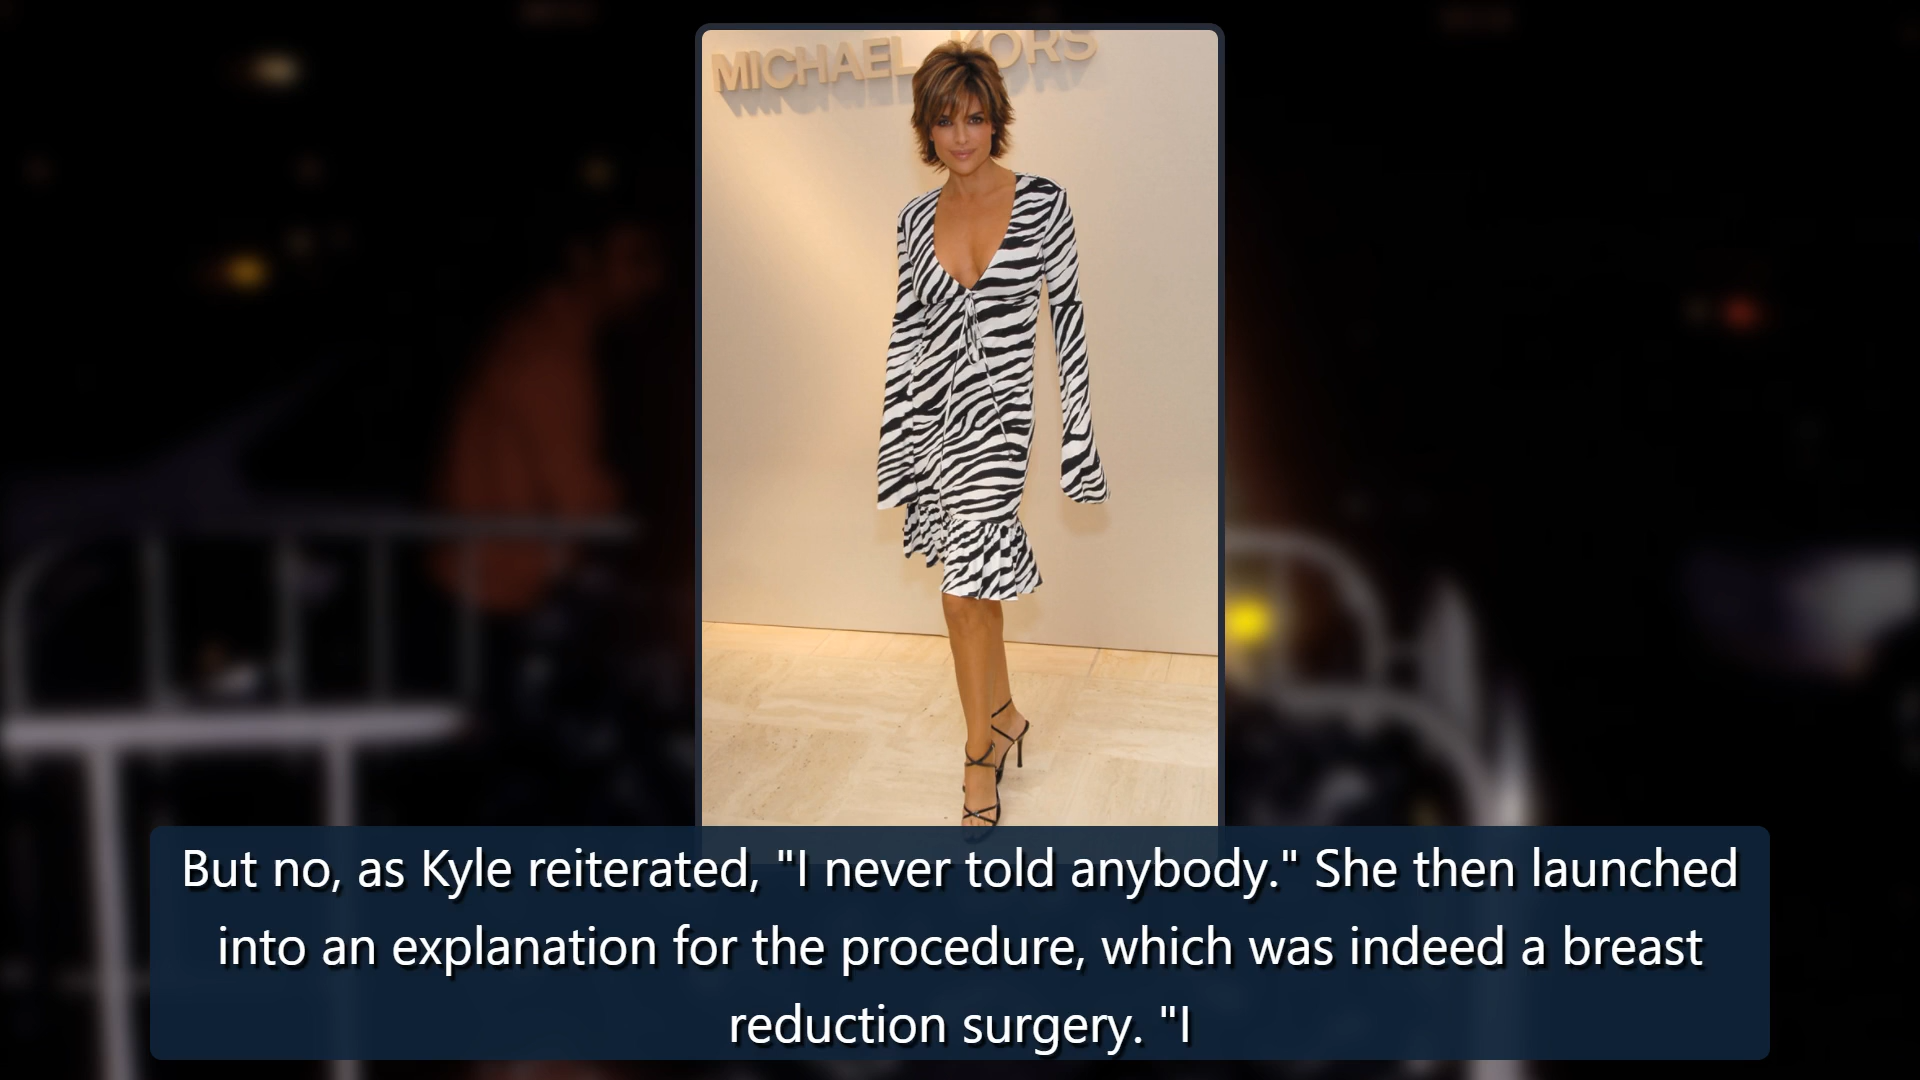 MICHAEL KORS
But no, as Kyle reiterated, "I never told anybody." She then launched
into an explanation for the procedure, which was indeed a breast
reduction surgery. "I